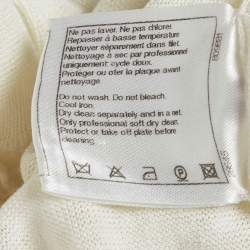 Ne pas laver. Ne pas chlorer
Repasser à basse température
Nettoyer séparément dans filet
Nettoyage à sec par professionnel
uniquement: cycle doux.
Protéger ou ôter la plaque avant
nettoyage.
Do not wash. Do not bleach.
Cool iron.
Dry clean separately and in a net.
Only professional soft dry clean.
Protect or take off plate before
cleaning.